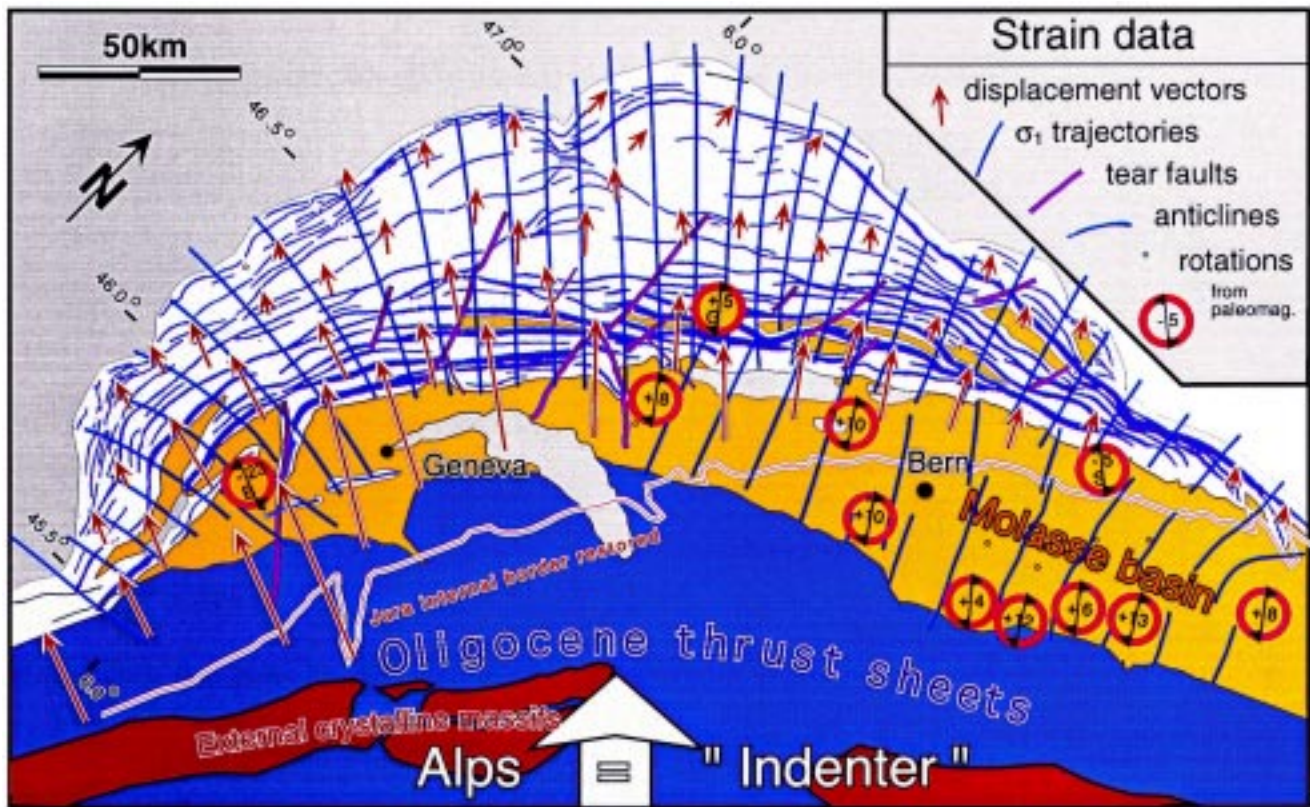 50km
47.0°
6.0°
Strain data
displacement vectors
σ₁ trajectories
tear faults
anticlines
rotations
from
paleomag.
- 5
46.5°
N
46.0°
+ 5
+ 8
+10
Geneva
Bern
+10
Molasse basin
45.5°
Jura internal border restored
+ 4
+12
+ 6
+13
+ 8
Oligocene thrust sheets
External crystalline massifs
Alps = " Indenter "